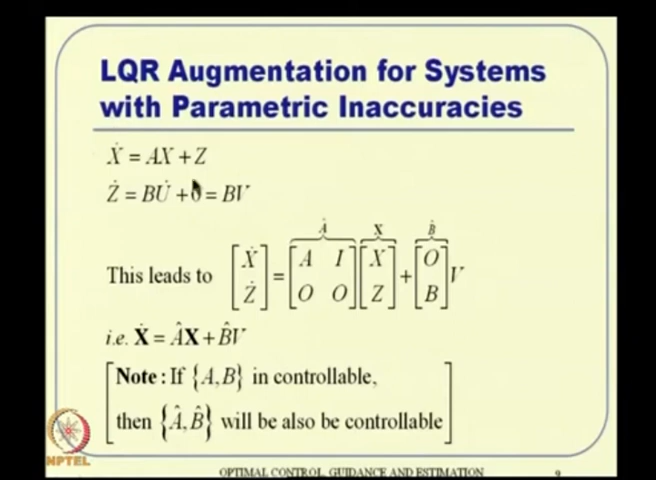 LQR Augmentation for Systems
with Parametric Inaccuracies
Ẋ = AX + Z
Ż = BU̇ + 0 = BV
This leads to [Ẋ Ż] = [A I O O] [X Z] + [O B] V
Â X B̂
i.e. Ẋ = ÂX + B̂V
Note : If {A, B} in controllable,
then {Â, B̂} will be also be controllable
NPTEL
OPTIMAL CONTROL, GUIDANCE AND ESTIMATION 9